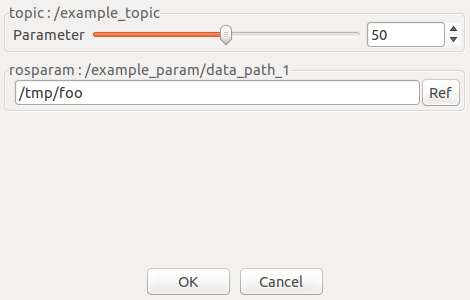 topic : /example_topic
Parameter 50
rosparam : /example_param/data_path_1
/tmp/foo Ref
OK Cancel